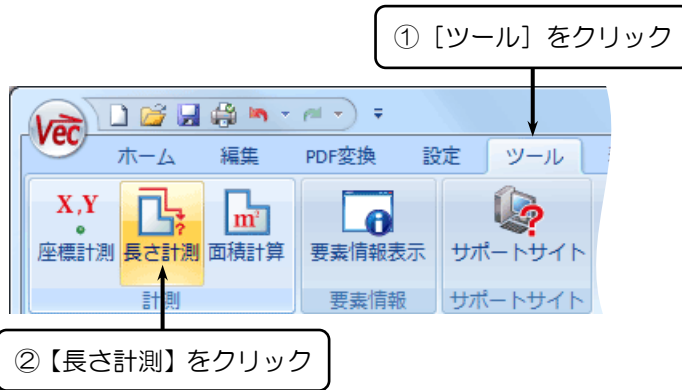 ① ［ツール］をクリック
Vec
ホーム 編集 PDF変換 設定 ツール
X,Y m² ?
座標計測 長さ計測 面積計算 要素情報表示 サポートサイト
計測 要素情報 サポートサイト
②【長さ計測】をクリック